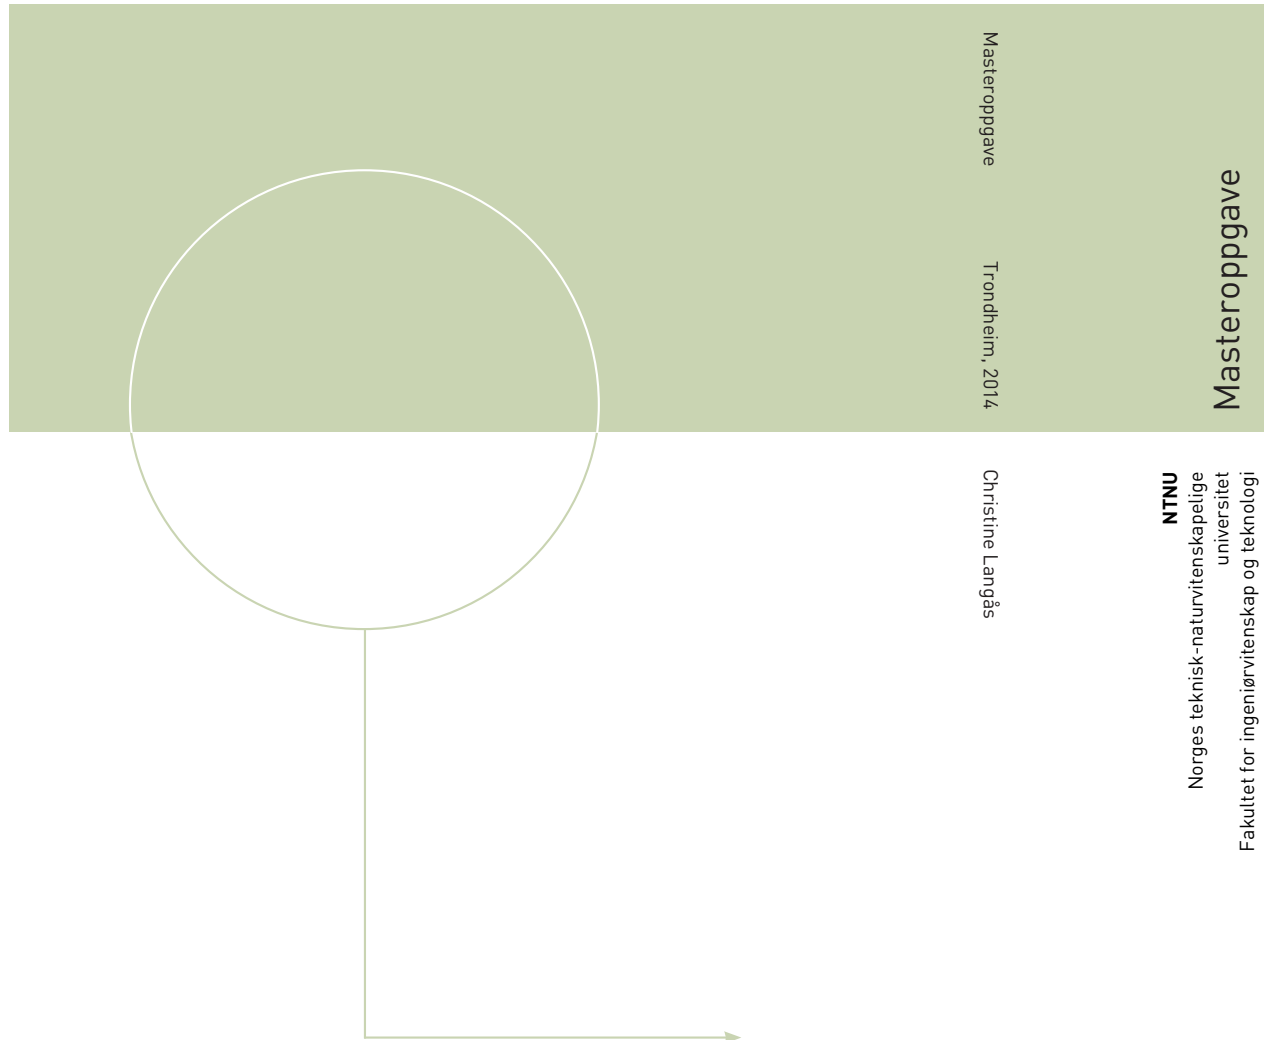 Masteroppgave
Trondheim, 2014
Christine Langås
Masteroppgave
NTNU
Norges teknisk-naturvitenskapelige
universitet
Fakultet for ingeniørvitenskap og teknologi